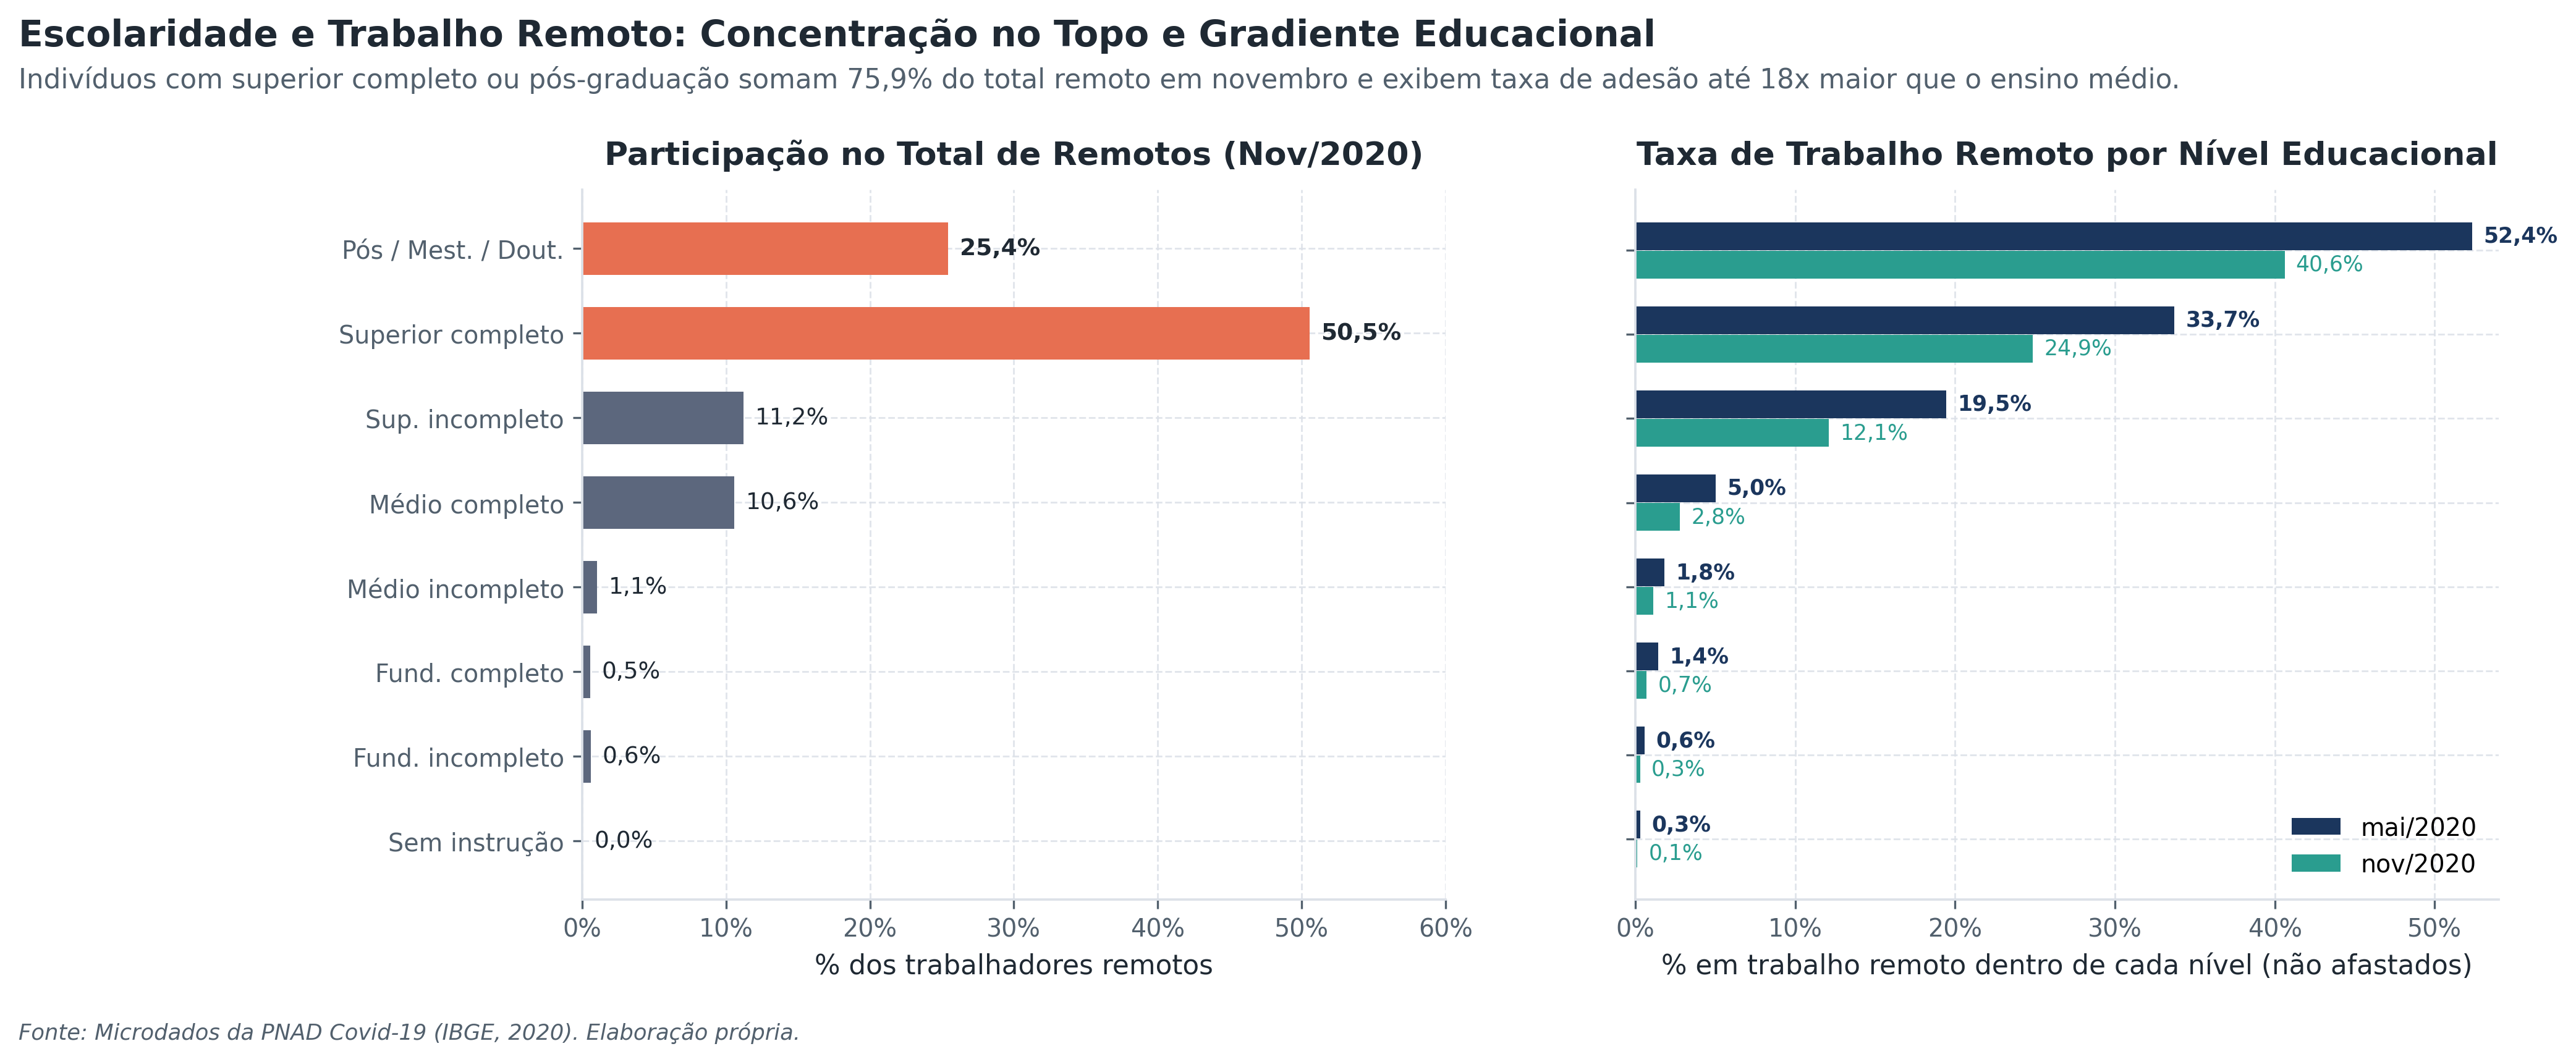 Escolaridade e Trabalho Remoto: Concentração no Topo e Gradiente Educacional
Indivíduos com superior completo ou pós-graduação somam 75,9% do total remoto em novembro e exibem taxa de adesão até 18x maior que o ensino médio.
Participação no Total de Remotos (Nov/2020)
Pós / Mest. / Dout.
25,4%
Superior completo
50,5%
Sup. incompleto
11,2%
Médio completo
10,6%
Médio incompleto
1,1%
Fund. completo
0,5%
Fund. incompleto
0,6%
Sem instrução
0,0%
0% 10% 20% 30% 40% 50% 60%
% dos trabalhadores remotos
Taxa de Trabalho Remoto por Nível Educacional
52,4%
40,6%
33,7%
24,9%
19,5%
12,1%
5,0%
2,8%
1,8%
1,1%
1,4%
0,7%
0,6%
0,3%
0,3%
0,1%
mai/2020
nov/2020
0% 10% 20% 30% 40% 50%
% em trabalho remoto dentro de cada nível (não afastados)
Fonte: Microdados da PNAD Covid-19 (IBGE, 2020). Elaboração própria.